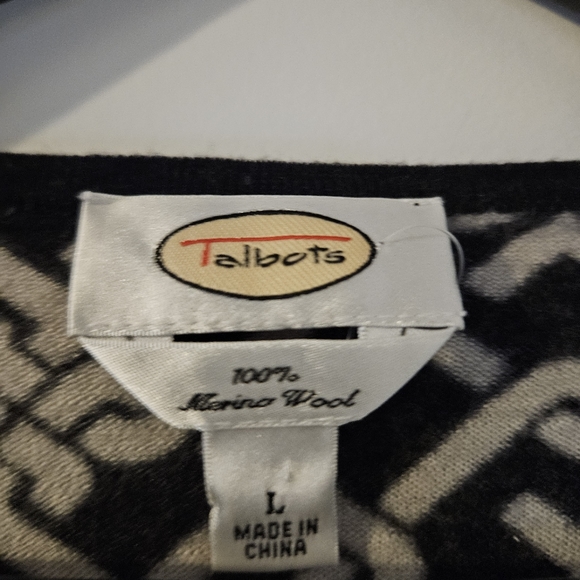 Talbots
100%
Merino Wool
L
MADE IN
CHINA